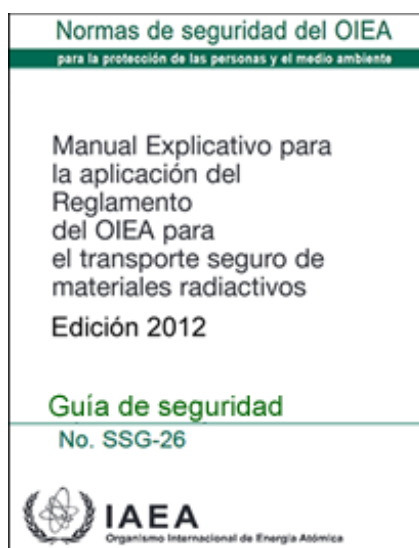 Normas de seguridad del OIEA
para la protección de las personas y el medio ambiente
Manual Explicativo para
la aplicación del
Reglamento
del OIEA para
el transporte seguro de
materiales radiactivos
Edición 2012
Guía de seguridad
No. SSG-26
IAEA
Organismo Internacional de Energía Atómica